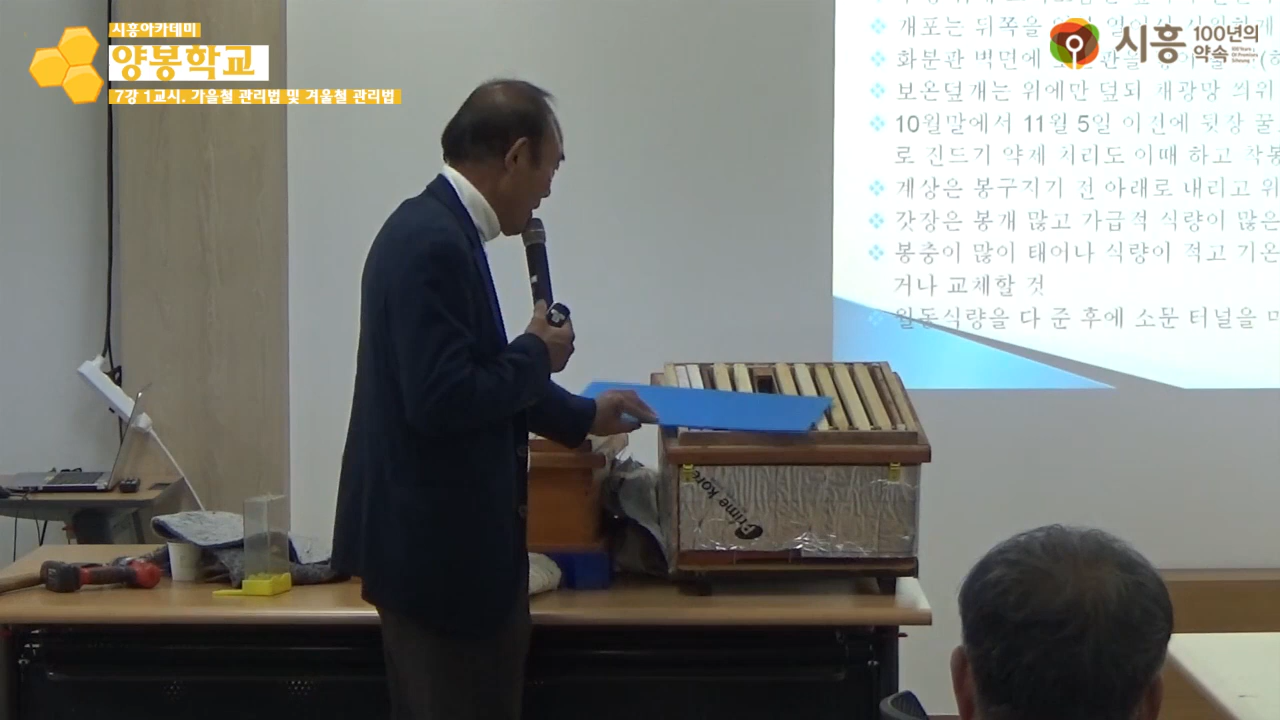 시흥아카데미
양봉학교
7강 1교시. 가을철 관리법 및 겨울철 관리법
시흥 100년의 약속
개포는 뒤쪽을
화분관 벽면에
보온덮개는 위에만 덮되 채광망 씌워
10월말에서 11월 5일 이전에 뒷장 꿀
로 진드기 약제 처리도 이때 하고 착봉
계상은 봉구지기 전 아래로 내리고 위
갓장은 봉개 많고 가급적 식량이 많은
봉충이 많이 태어나 식량이 적고 기온
거나 교체할 것
월동식량을 다 준 후에 소문 터널을
Prime kore